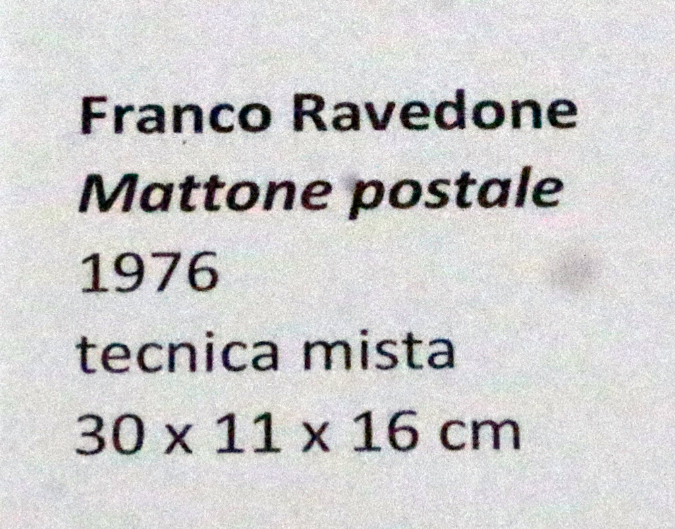 Franco Ravedone
Mattone postale
1976
tecnica mista
30 x 11 x 16 cm